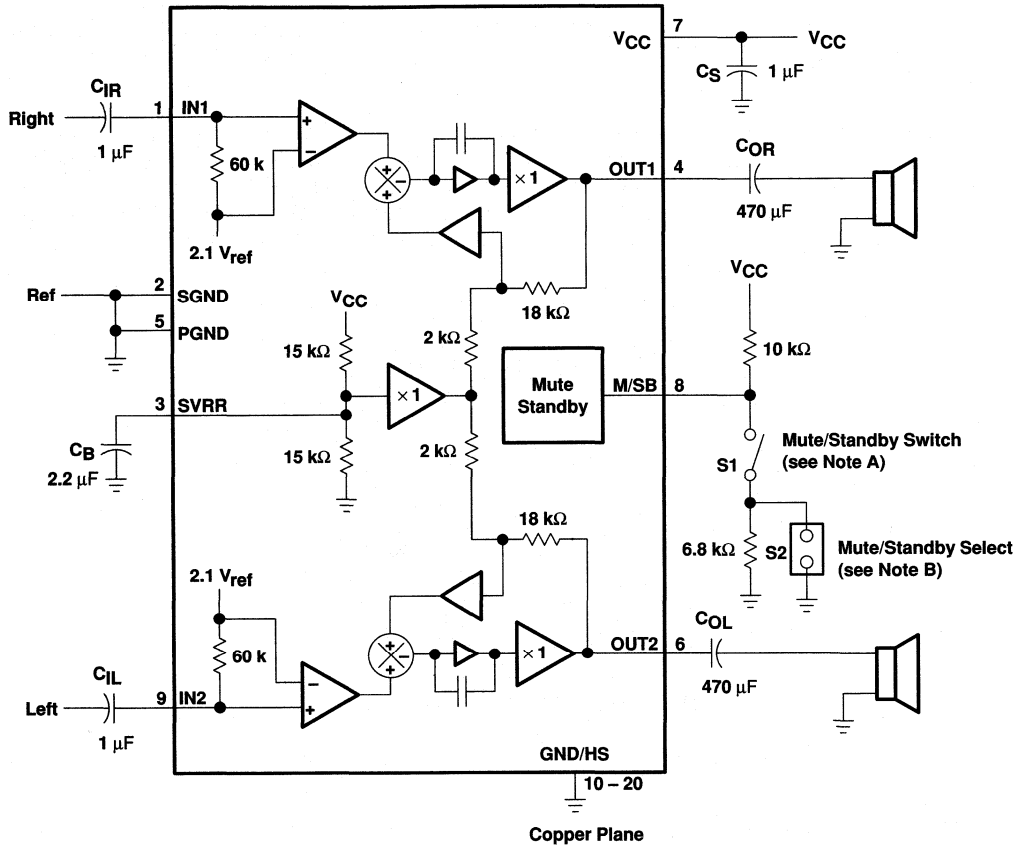 VCC
7
VCC
CS
1 µF
CIR
Right
1
IN1
1 µF
60 k
2.1 Vref
+
−
+
−
+
× 1
OUT1
4
COR
470 µF
18 kΩ
Ref
2
SGND
5
PGND
VCC
15 kΩ
2 kΩ
× 1
3
SVRR
CB
2.2 µF
15 kΩ
2 kΩ
Mute
Standby
M/SB
8
VCC
10 kΩ
S1
Mute/Standby Switch
(see Note A)
6.8 kΩ
S2
Mute/Standby Select
(see Note B)
18 kΩ
2.1 Vref
60 k
+
−
+
× 1
OUT2
6
COL
470 µF
CIL
Left
9
IN2
1 µF
−
+
GND/HS
10 – 20
Copper Plane